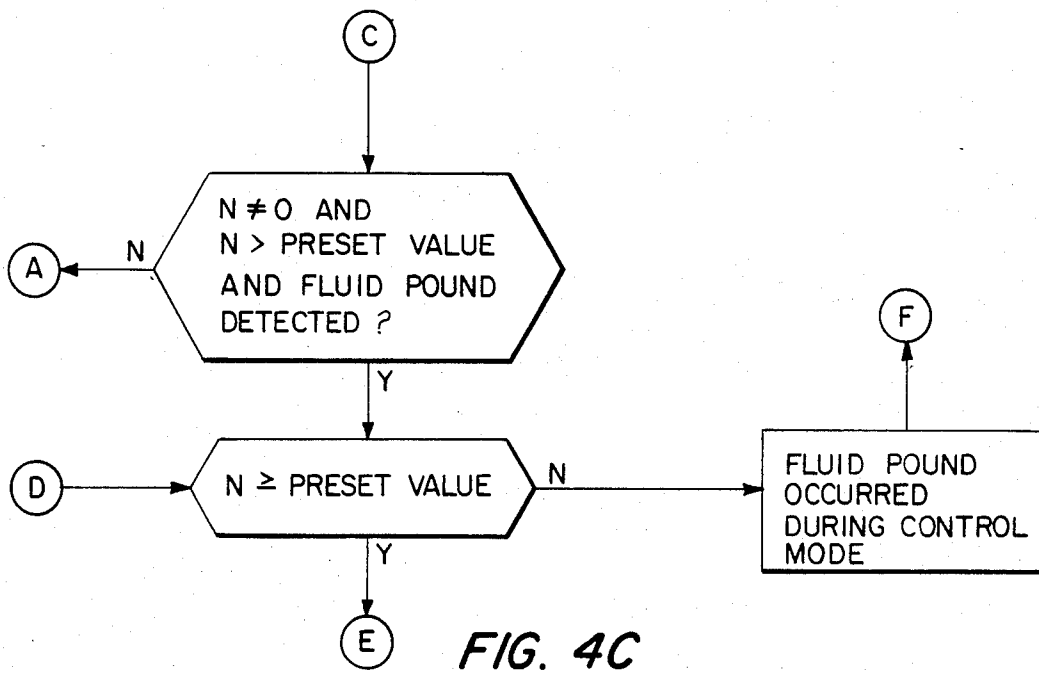 C
N ≠ 0 AND
N > PRESET VALUE
AND FLUID POUND
DETECTED ?
N
A
Y
F
D
N ≥ PRESET VALUE
N
FLUID POUND
OCCURRED
DURING CONTROL
MODE
Y
E
FIG. 4C